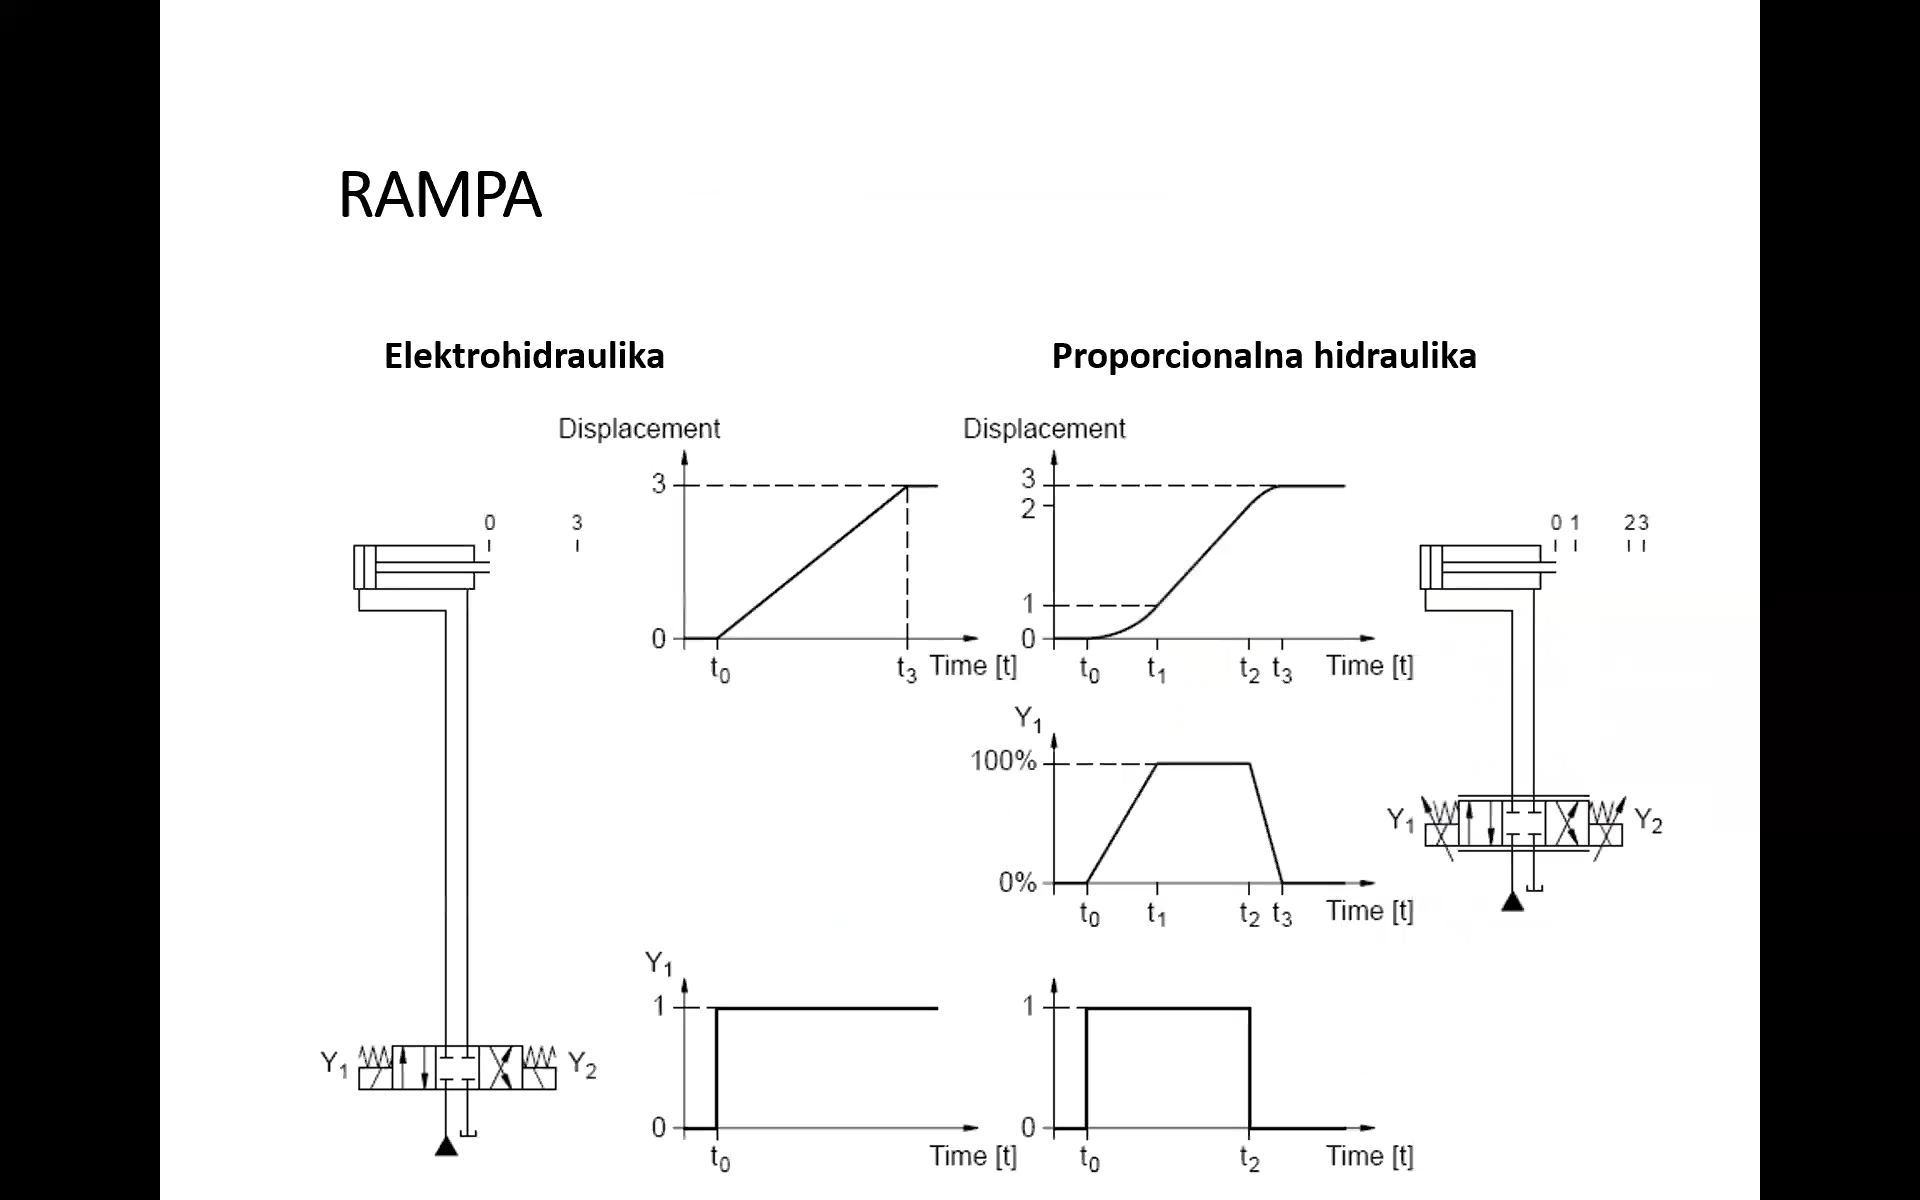 RAMPA
Elektrohidraulika
Proporcionalna hidraulika
Displacement
3
0
t0
t3
Time [t]
0
3
Y1
Y2
Y1
1
0
t0
Time [t]
Displacement
3
2
1
0
t0
t1
t2
t3
Time [t]
Y1
100%
0%
t0
t1
t2
t3
Time [t]
1
0
t0
t2
Time [t]
0 1
2 3
Y1
Y2